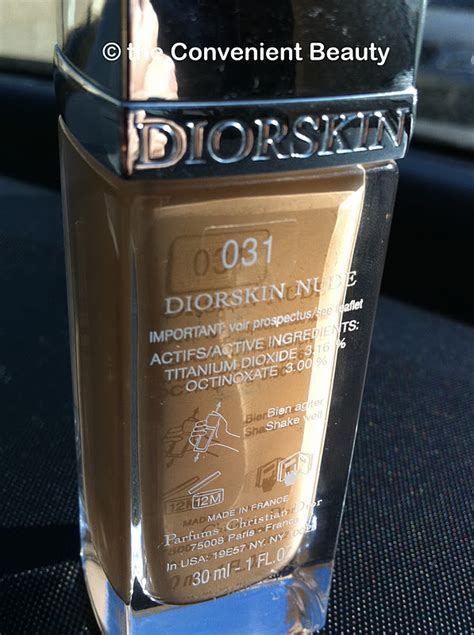 © the Convenient Beauty
DIORSKIN
031
DIORSKIN NUDE
IMPORTANT: voir prospectus/see leaflet
ACTIFS/ACTIVE INGREDIENTS:
TITANIUM DIOXIDE 3.16 %
OCTINOXATE 3.00 %
Bien agiter
Shake well
12M
MADE IN FRANCE
Parfums Christian Dior
75008 Paris - France
In USA: 19E57 NY. NY.
30 ml - 1 FL.O